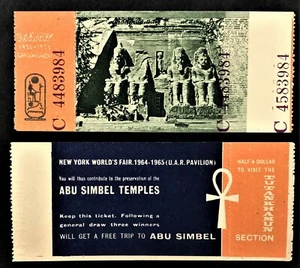 C 4483984
C 4583984
NEW YORK WORLD'S FAIR.1964-1965 (U.A.R. PAVILION)
You will thus contribute to the preservation of the
ABU SIMBEL TEMPLES
Keep this ticket. Following a
general draw three winners
WILL GET A FREE TRIP TO ABU SIMBEL
HALF-A DOLLAR
TO VISIT THE
TUTANKHAMUN
SECTION